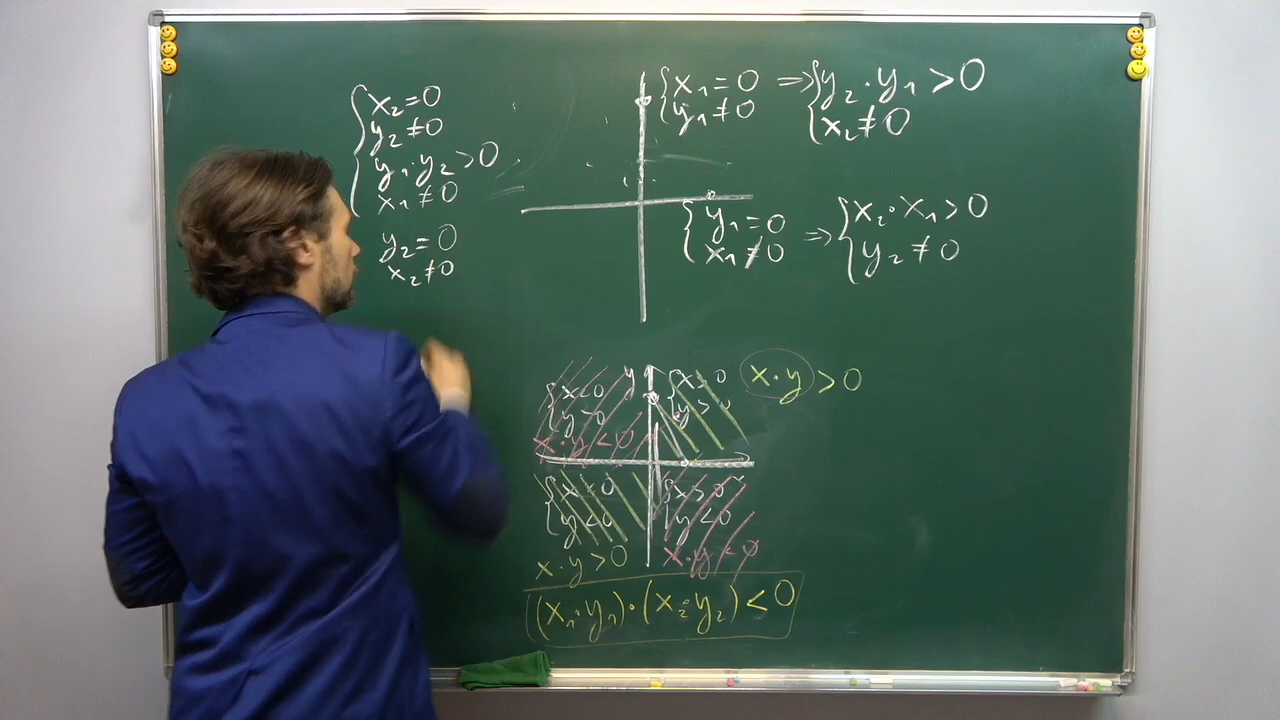 x₂ = 0
y₂ ≠ 0
y₁ · y₂ > 0
x₁ ≠ 0
y₂ = 0
x₂ ≠ 0
x₁ = 0 ⇒ y₂ · y₁ > 0
y₁ ≠ 0 x₂ ≠ 0
y₁ = 0 ⇒ x₂ · x₁ > 0
x₁ ≠ 0 y₂ ≠ 0
x < 0 y x > 0 x · y > 0
y > 0 y > 0
x · y < 0
x < 0 x > 0
y < 0 y < 0
x · y > 0 x · y < 0
(x₁ · y₁) · (x₂ · y₂) < 0